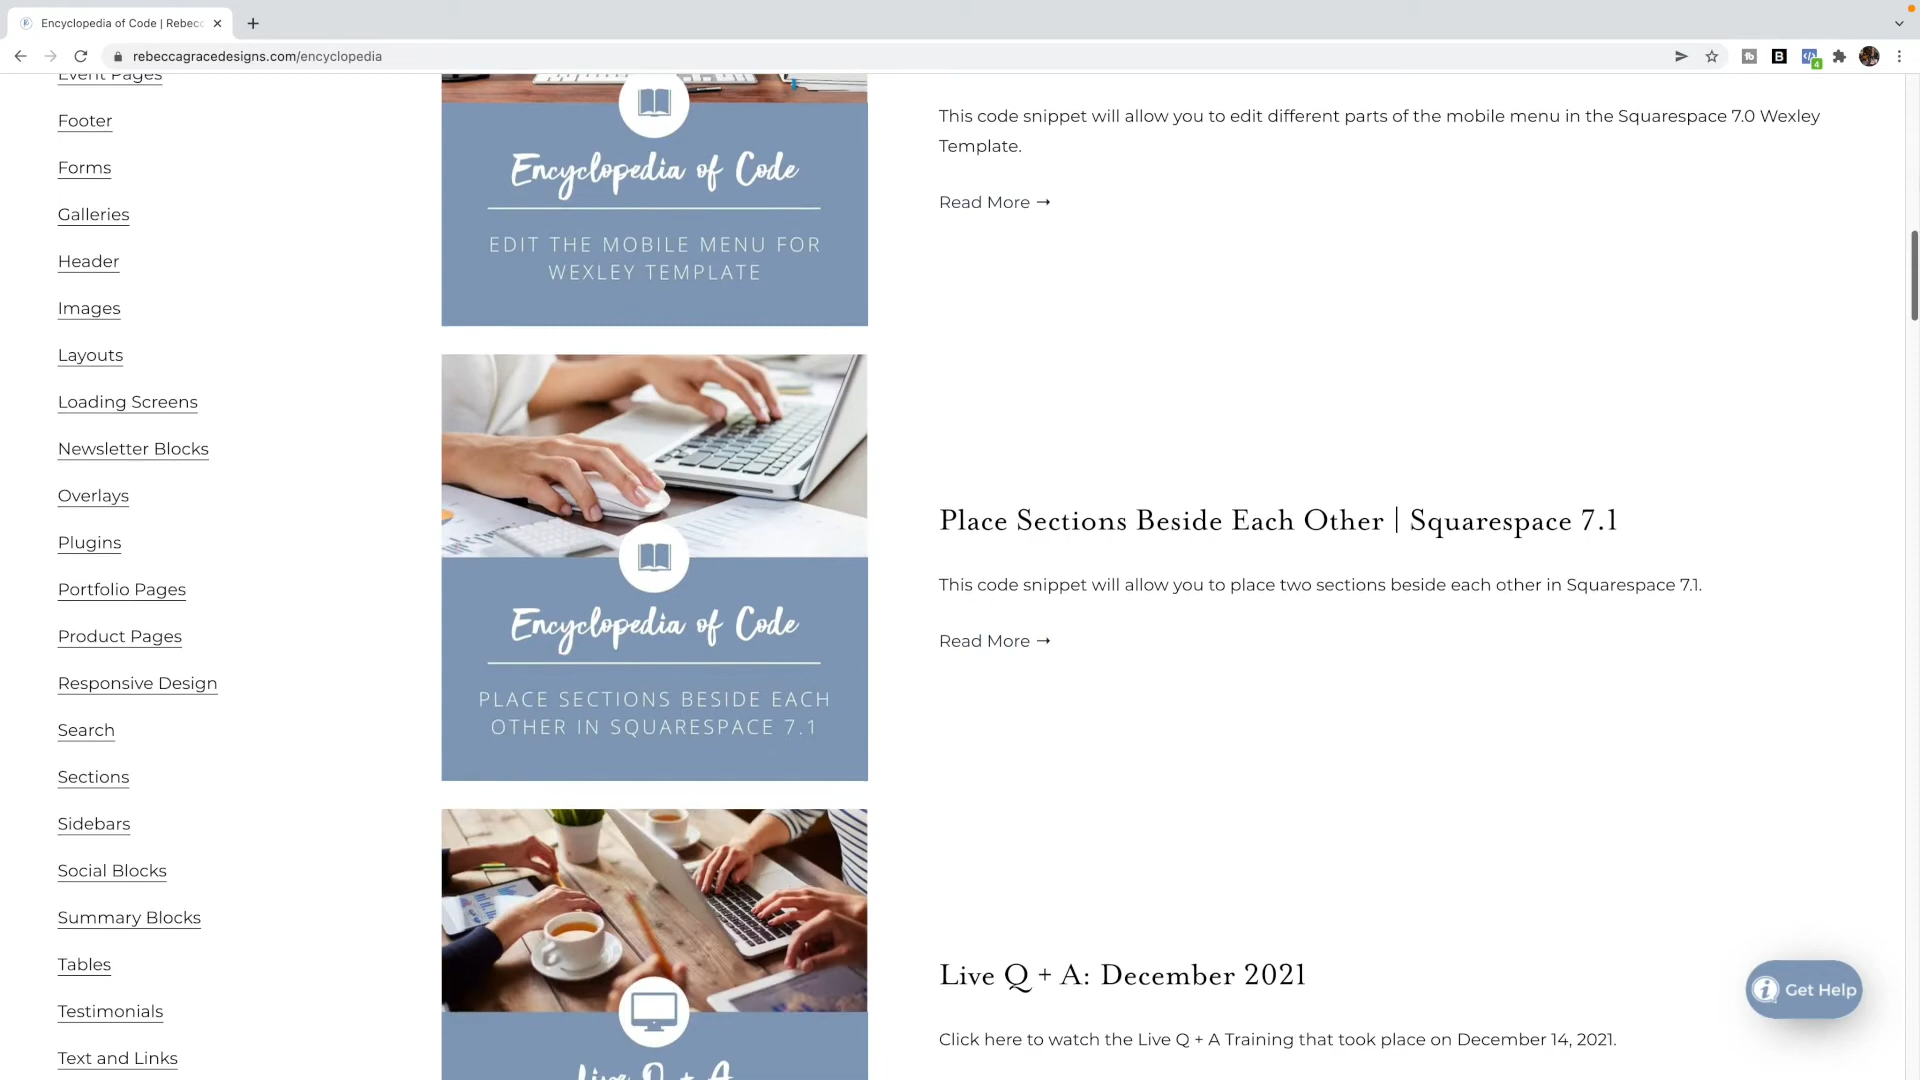 Encyclopedia of Code | Rebecc
rebeccagracedesigns.com/encyclopedia
4
Event Pages
Footer
Forms
Galleries
Header
Images
Layouts
Loading Screens
Newsletter Blocks
Overlays
Plugins
Portfolio Pages
Product Pages
Responsive Design
Search
Sections
Sidebars
Social Blocks
Summary Blocks
Tables
Testimonials
Text and Links
Encyclopedia of Code
EDIT THE MOBILE MENU FOR
WEXLEY TEMPLATE
This code snippet will allow you to edit different parts of the mobile menu in the Squarespace 7.0 Wexley
Template.
Read More →
Encyclopedia of Code
PLACE SECTIONS BESIDE EACH
OTHER IN SQUARESPACE 7.1
Place Sections Beside Each Other | Squarespace 7.1
This code snippet will allow you to place two sections beside each other in Squarespace 7.1.
Read More →
Live Q + A
Live Q + A: December 2021
Click here to watch the Live Q + A Training that took place on December 14, 2021.
Get Help